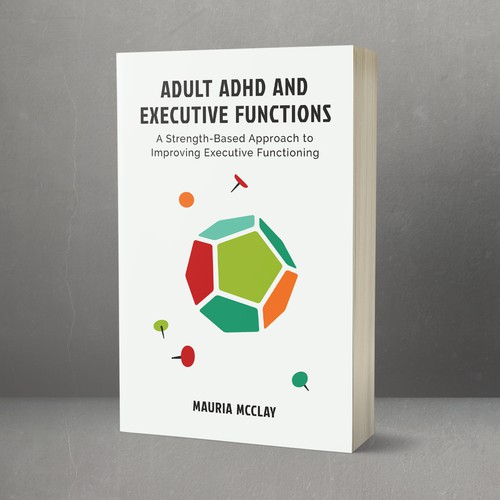 ADULT ADHD AND
EXECUTIVE FUNCTIONS
A Strength-Based Approach to
Improving Executive Functioning
MAURIA MCCLAY